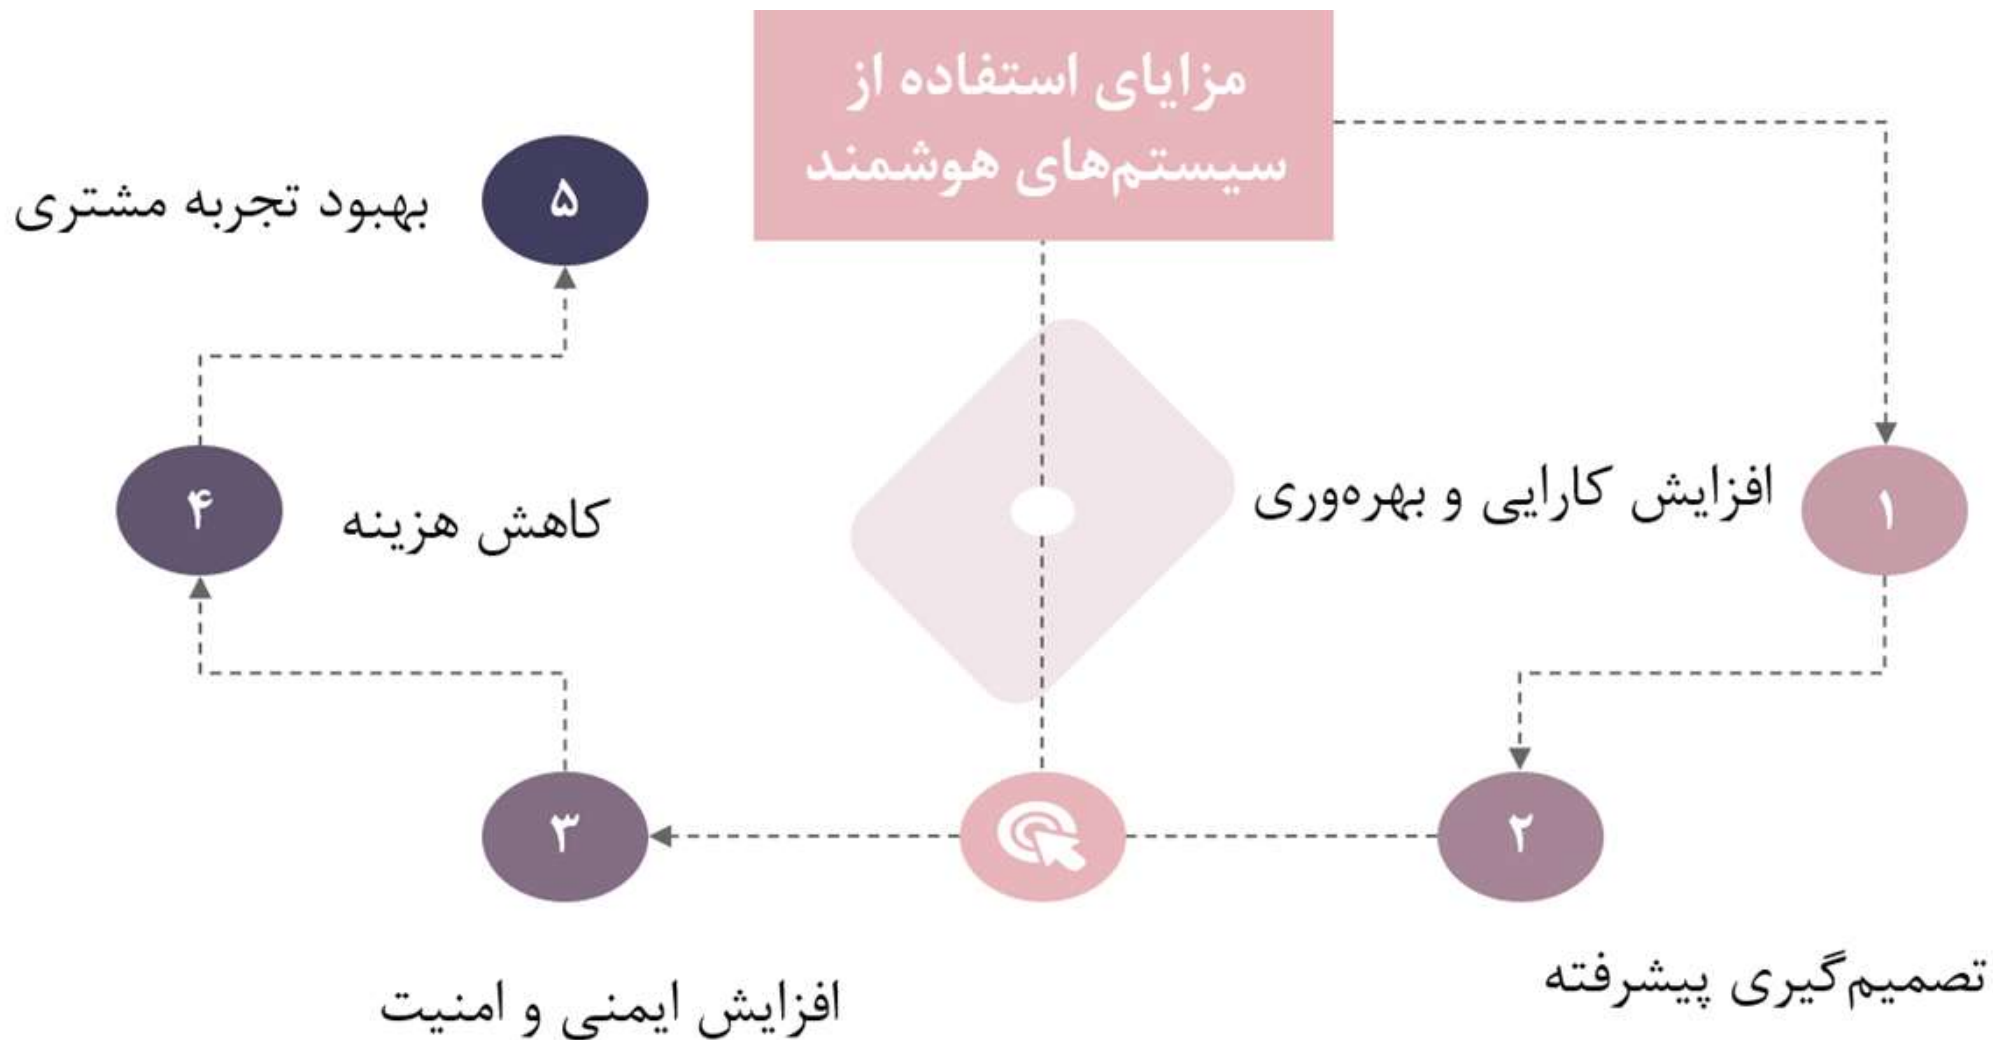 مزایای استفاده از
سیستم‌های هوشمند
۱
افزایش کارایی و بهره‌وری
۲
تصمیم‌گیری پیشرفته
۳
افزایش ایمنی و امنیت
۴
کاهش هزینه
۵
بهبود تجربه مشتری